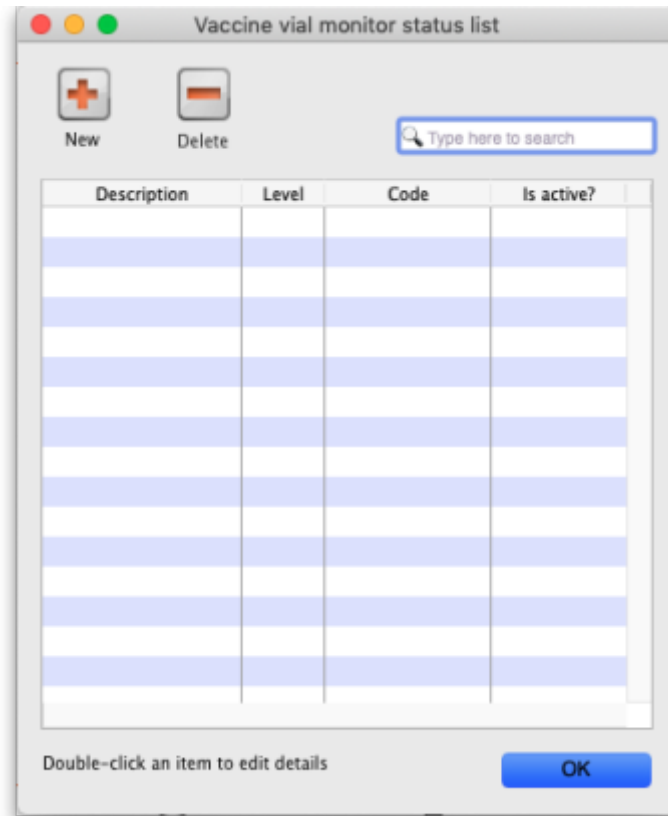 Vaccine vial monitor status list
New Delete
Type here to search
Description Level Code Is active?
Double-click an item to edit details
OK